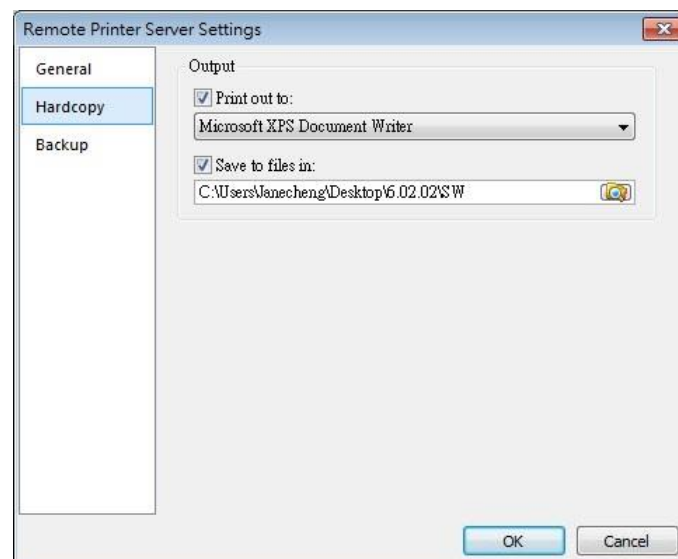 Remote Printer Server Settings
General
Hardcopy
Backup
Output
Print out to:
Microsoft XPS Document Writer
Save to files in:
C:\Users\Janecheng\Desktop\6.02.02\SW
OK
Cancel